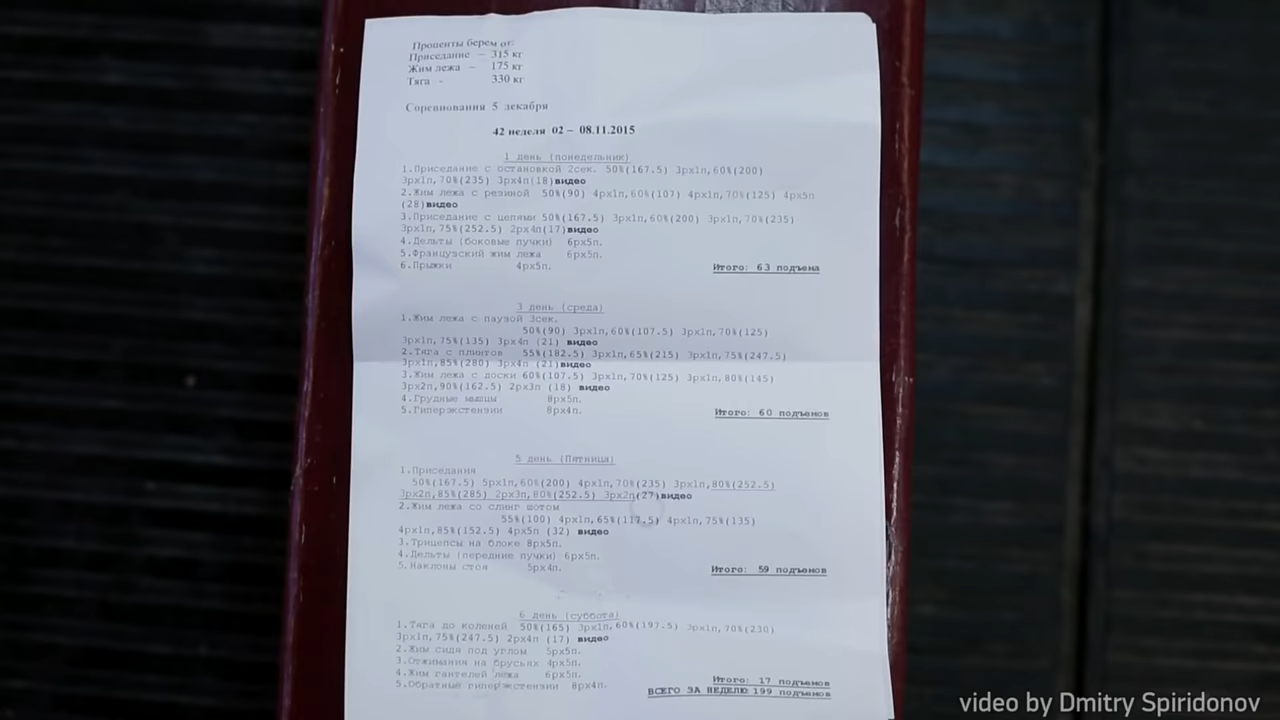 Проценты берем от:
Приседание – 315 кг
Жим лежа – 175 кг
Тяга - 330 кг
Соревнования 5 декабря
42 неделя 02 – 08.11.2015
1 день (понедельник)
1.Приседание с остановкой 2сек. 50%(167.5) 3рх1п,60%(200)
3рх1п,70%(235) 3рх4п(18)видео
2.Жим лежа с резиной 50%(90) 4рх1п,60%(107) 4рх1п,70%(125) 4рх5п
(28)видео
3.Приседание с цепями 50%(167.5) 3рх1п,60%(200) 3рх1п,70%(235)
3рх1п,75%(252.5) 2рх4п(17)видео
4.Дельты (боковые пучки) 6рх5п.
5.Французский жим лежа 6рх5п.
6.Прыжки 4рх5п.
Итого: 63 подъема
3 день (среда)
1.Жим лежа с паузой 3сек.
50%(90) 3рх1п,60%(107.5) 3рх1п,70%(125)
3рх1п,75%(135) 3рх4п (21) видео
2.Тяга с плинтов 55%(182.5) 3рх1п,65%(215) 3рх1п,75%(247.5)
3рх1п,85%(280) 3рх4п (21)видео
3.Жим лежа с доски 60%(107.5) 3рх1п,70%(125) 3рх1п,80%(145)
3рх2п,90%(162.5) 2рх3п (18) видео
4.Грудные мышцы 8рх5п.
5.Гиперэкстензии 8рх4п.
Итого: 60 подъемов
5 день (Пятница)
1.Приседания
50%(167.5) 5рх1п,60%(200) 4рх1п,70%(235) 3рх1п,80%(252.5)
3рх2п,85%(285) 2рх3п,80%(252.5) 3рх2п(27)видео
2.Жим лежа со слинг шотом
55%(100) 4рх1п,65%(117.5) 4рх1п,75%(135)
4рх1п,85%(152.5) 4рх5п (32) видео
3.Трицепсы на блоке 8рх5п.
4.Дельты (передние пучки) 6рх5п.
5.Наклоны стоя 5рх4п.
Итого: 59 подъемов
6 день (суббота)
1.Тяга до коленей 50%(165) 3рх1п,60%(197.5) 3рх1п,70%(230)
3рх1п,75%(247.5) 2рх4п (17) видео
2.Жим сидя под углом 5рх5п.
3.Отжимания на брусьях 4рх5п.
4.Жим гантелей лежа 6рх5п.
5.Обратные гиперэкстензии 8рх4п.
Итого: 17 подъемов
ВСЕГО ЗА НЕДЕЛЮ:199 подъемов
video by Dmitry Spiridonov